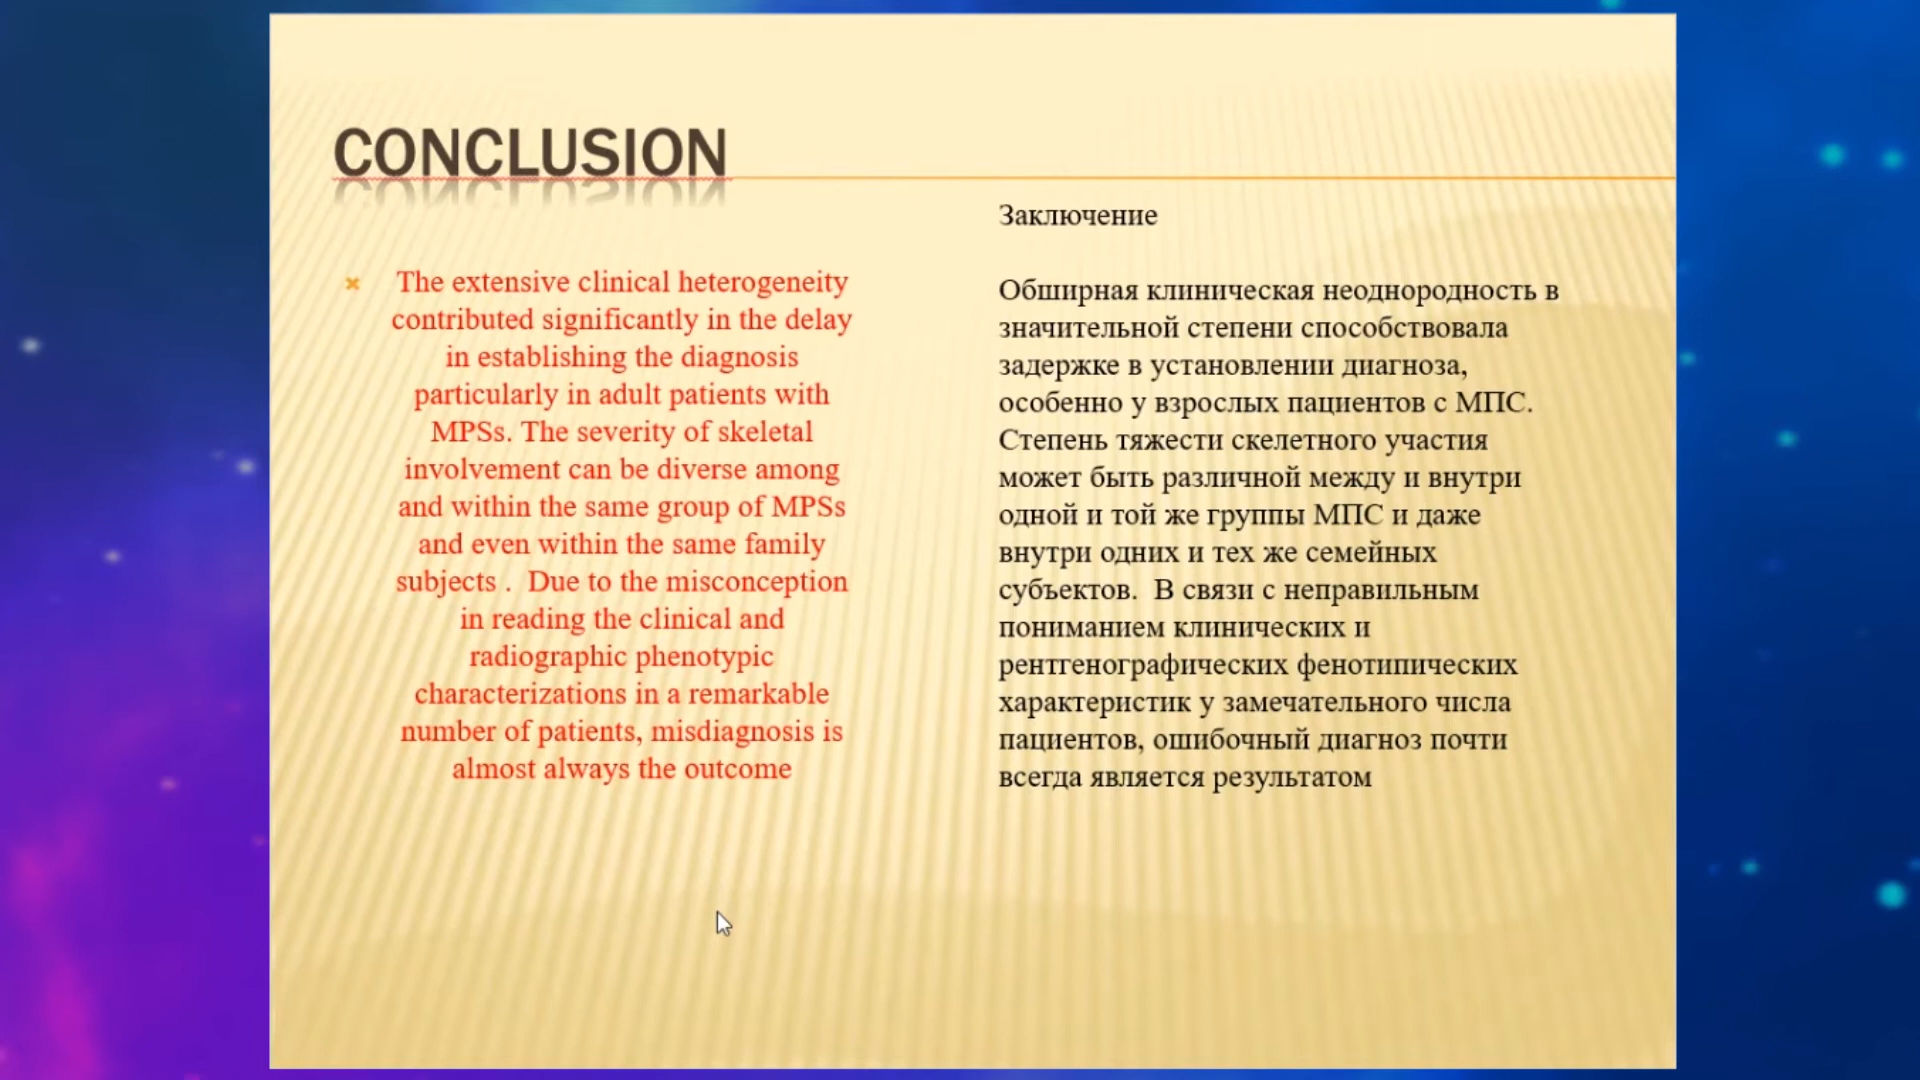 CONCLUSION
The extensive clinical heterogeneity
contributed significantly in the delay
in establishing the diagnosis
particularly in adult patients with
MPSs. The severity of skeletal
involvement can be diverse among
and within the same group of MPSs
and even within the same family
subjects .  Due to the misconception
in reading the clinical and
radiographic phenotypic
characterizations in a remarkable
number of patients, misdiagnosis is
almost always the outcome
Заключение
Обширная клиническая неоднородность в
значительной степени способствовала
задержке в установлении диагноза,
особенно у взрослых пациентов с МПС.
Степень тяжести скелетного участия
может быть различной между и внутри
одной и той же группы МПС и даже
внутри одних и тех же семейных
субъектов.  В связи с неправильным
пониманием клинических и
рентгенографических фенотипических
характеристик у замечательного числа
пациентов, ошибочный диагноз почти
всегда является результатом